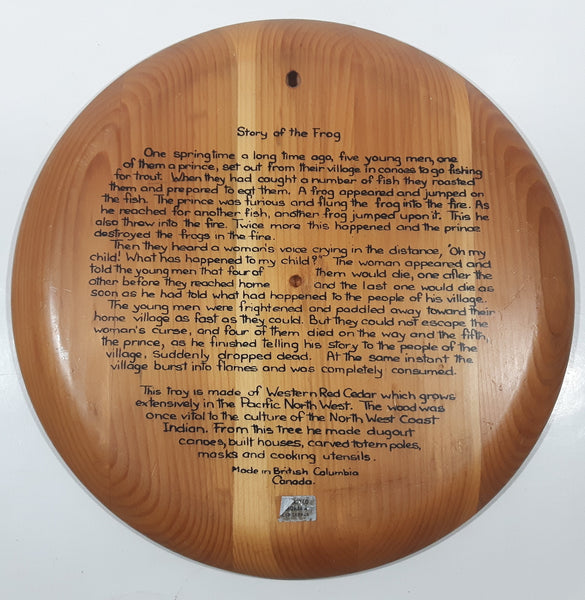 Story of the Frog
One springtime a long time ago, five young men, one
of them a prince, set out from their village in canoes to go fishing
for trout. When they had caught a number of fish they roasted
them and prepared to eat them. A frog appeared and jumped on
the fish. The prince was furious and flung the frog into the fire. As
he reached for another fish, another frog jumped upon it. This he
also threw into the fire. Twice more this happened and the prince
destroyed the frogs in the fire.
Then they heard a woman's voice crying in the distance, "Oh my
child! What has happened to my child?" The woman appeared and
told the young men that four of them would die, one after the
other before they reached home and the last one would die as
soon as he had told what had happened to the people of his village.
The young men were frightened and paddled away toward their
home village as fast as they could. But they could not escape the
woman's curse, and four of them died on the way and the fifth,
the prince, as he finished telling his story to the people of the
village, suddenly dropped dead. At the same instant the
village burst into flames and was completely consumed.
This tray is made of Western Red Cedar which grows
extensively in the Pacific North West. The wood was
once vital to the culture of the North West Coast
Indian. From this tree he made dugout
canoes, built houses, carved totem poles,
masks and cooking utensils.
Made in British Columbia
Canada.